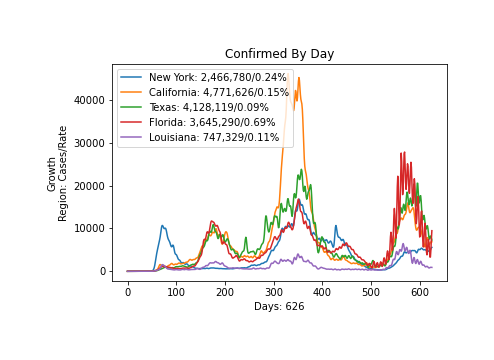 Confirmed By Day
New York: 2,466,780/0.24%
California: 4,771,626/0.15%
Texas: 4,128,119/0.09%
Florida: 3,645,290/0.69%
Louisiana: 747,329/0.11%
Growth
Region: Cases/Rate
40000
30000
20000
10000
0
0 100 200 300 400 500 600
Days: 626